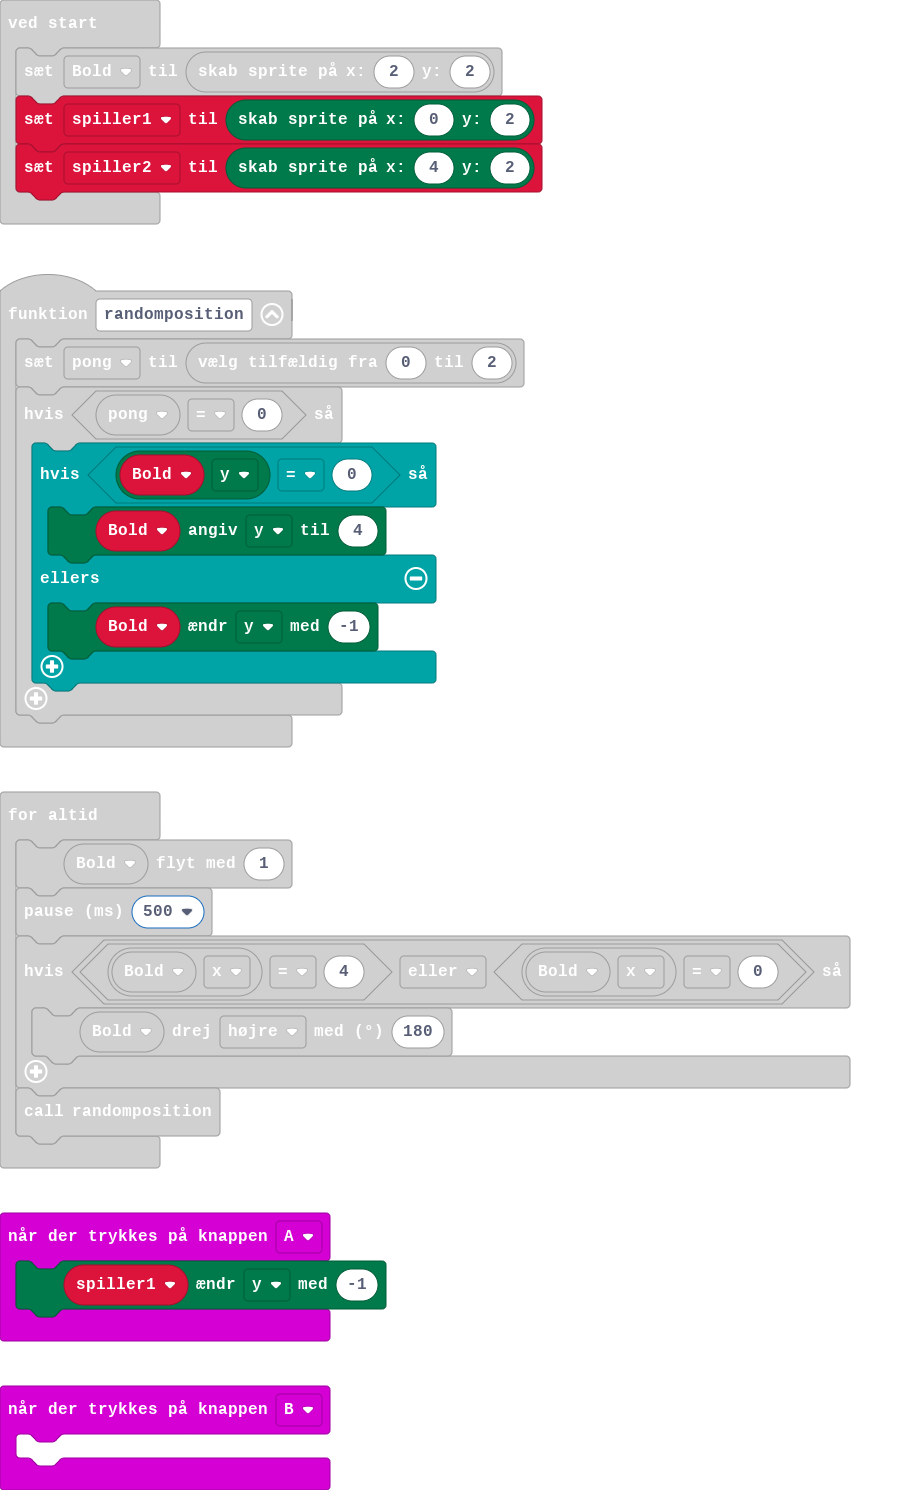 ved start
sæt Bold til skab sprite på x: 2 y: 2
sæt spiller1 til skab sprite på x: 0 y: 2
sæt spiller2 til skab sprite på x: 4 y: 2
funktion randomposition
sæt pong til vælg tilfældig fra 0 til 2
hvis pong = 0 så
hvis Bold y = 0 så
Bold angiv y til 4
ellers
Bold ændr y med -1
for altid
Bold flyt med 1
pause (ms) 500
hvis Bold x = 4 eller Bold x = 0 så
Bold drej højre med (°) 180
call randomposition
når der trykkes på knappen A
spiller1 ændr y med -1
når der trykkes på knappen B